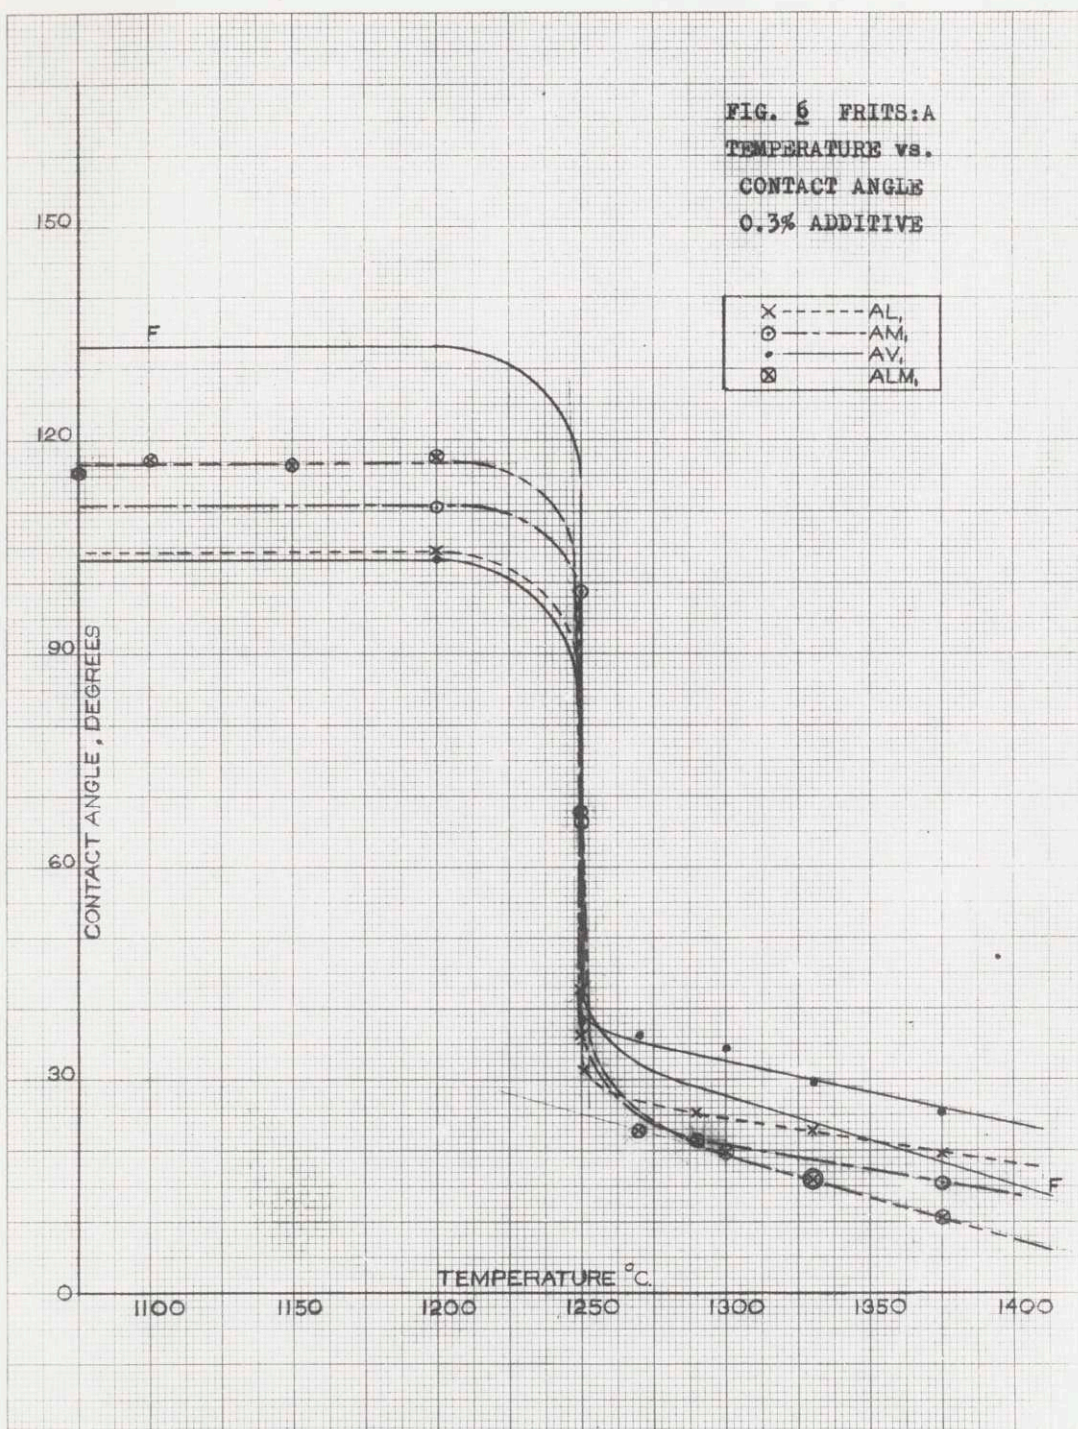 FIG. 6 FRITS:A
TEMPERATURE vs.
CONTACT ANGLE
0.3% ADDITIVE
AL,
AM,
AV,
ALM,
F
150
120
90
60
30
0
CONTACT ANGLE, DEGREES
F
TEMPERATURE °C.
1100
1150
1200
1250
1300
1350
1400